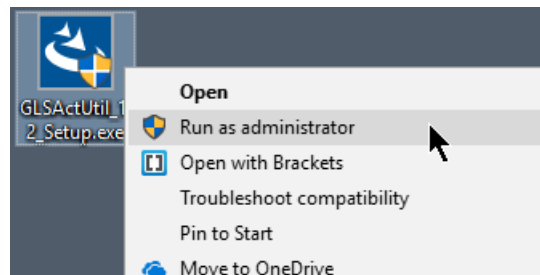 GLSActUtil_1
2_Setup.exe
Open
Run as administrator
Open with Brackets
Troubleshoot compatibility
Pin to Start
Move to OneDrive